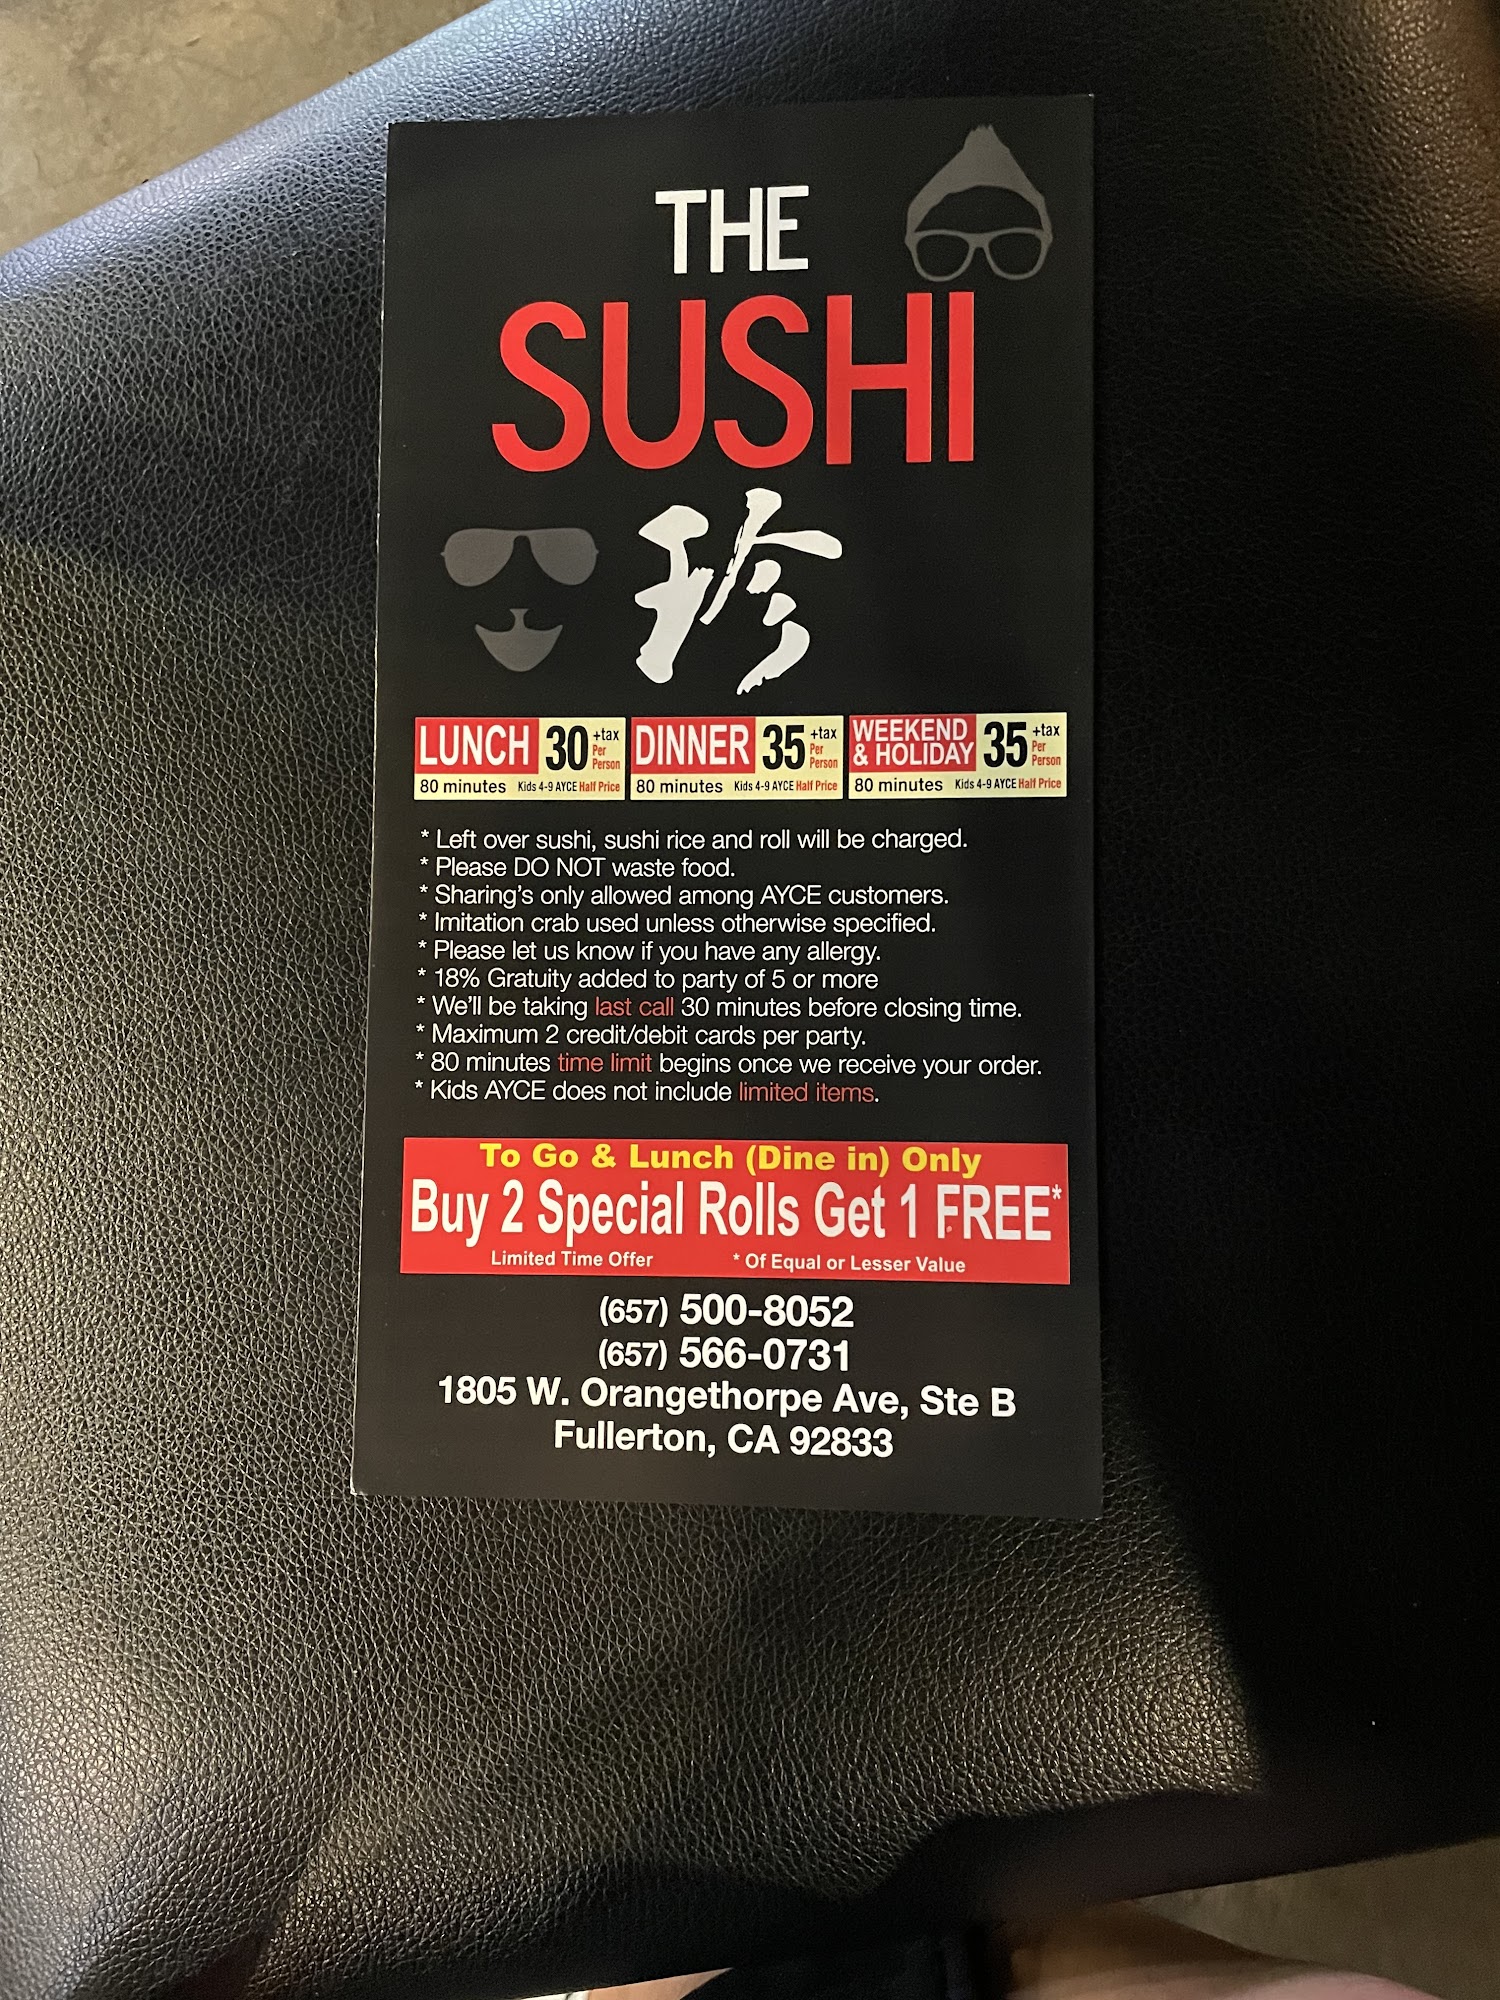 THE
SUSHI
珍
LUNCH 30 +tax Per Person
80 minutes Kids 4-9 AYCE Half Price
DINNER 35 +tax Per Person
80 minutes Kids 4-9 AYCE Half Price
WEEKEND & HOLIDAY 35 +tax Per Person
80 minutes Kids 4-9 AYCE Half Price
* Left over sushi, sushi rice and roll will be charged.
* Please DO NOT waste food.
* Sharing's only allowed among AYCE customers.
* Imitation crab used unless otherwise specified.
* Please let us know if you have any allergy.
* 18% Gratuity added to party of 5 or more
* We'll be taking last call 30 minutes before closing time.
* Maximum 2 credit/debit cards per party.
* 80 minutes time limit begins once we receive your order.
* Kids AYCE does not include limited items.
To Go & Lunch (Dine in) Only
Buy 2 Special Rolls Get 1 FREE*
Limited Time Offer * Of Equal or Lesser Value
(657) 500-8052
(657) 566-0731
1805 W. Orangethorpe Ave, Ste B
Fullerton, CA 92833